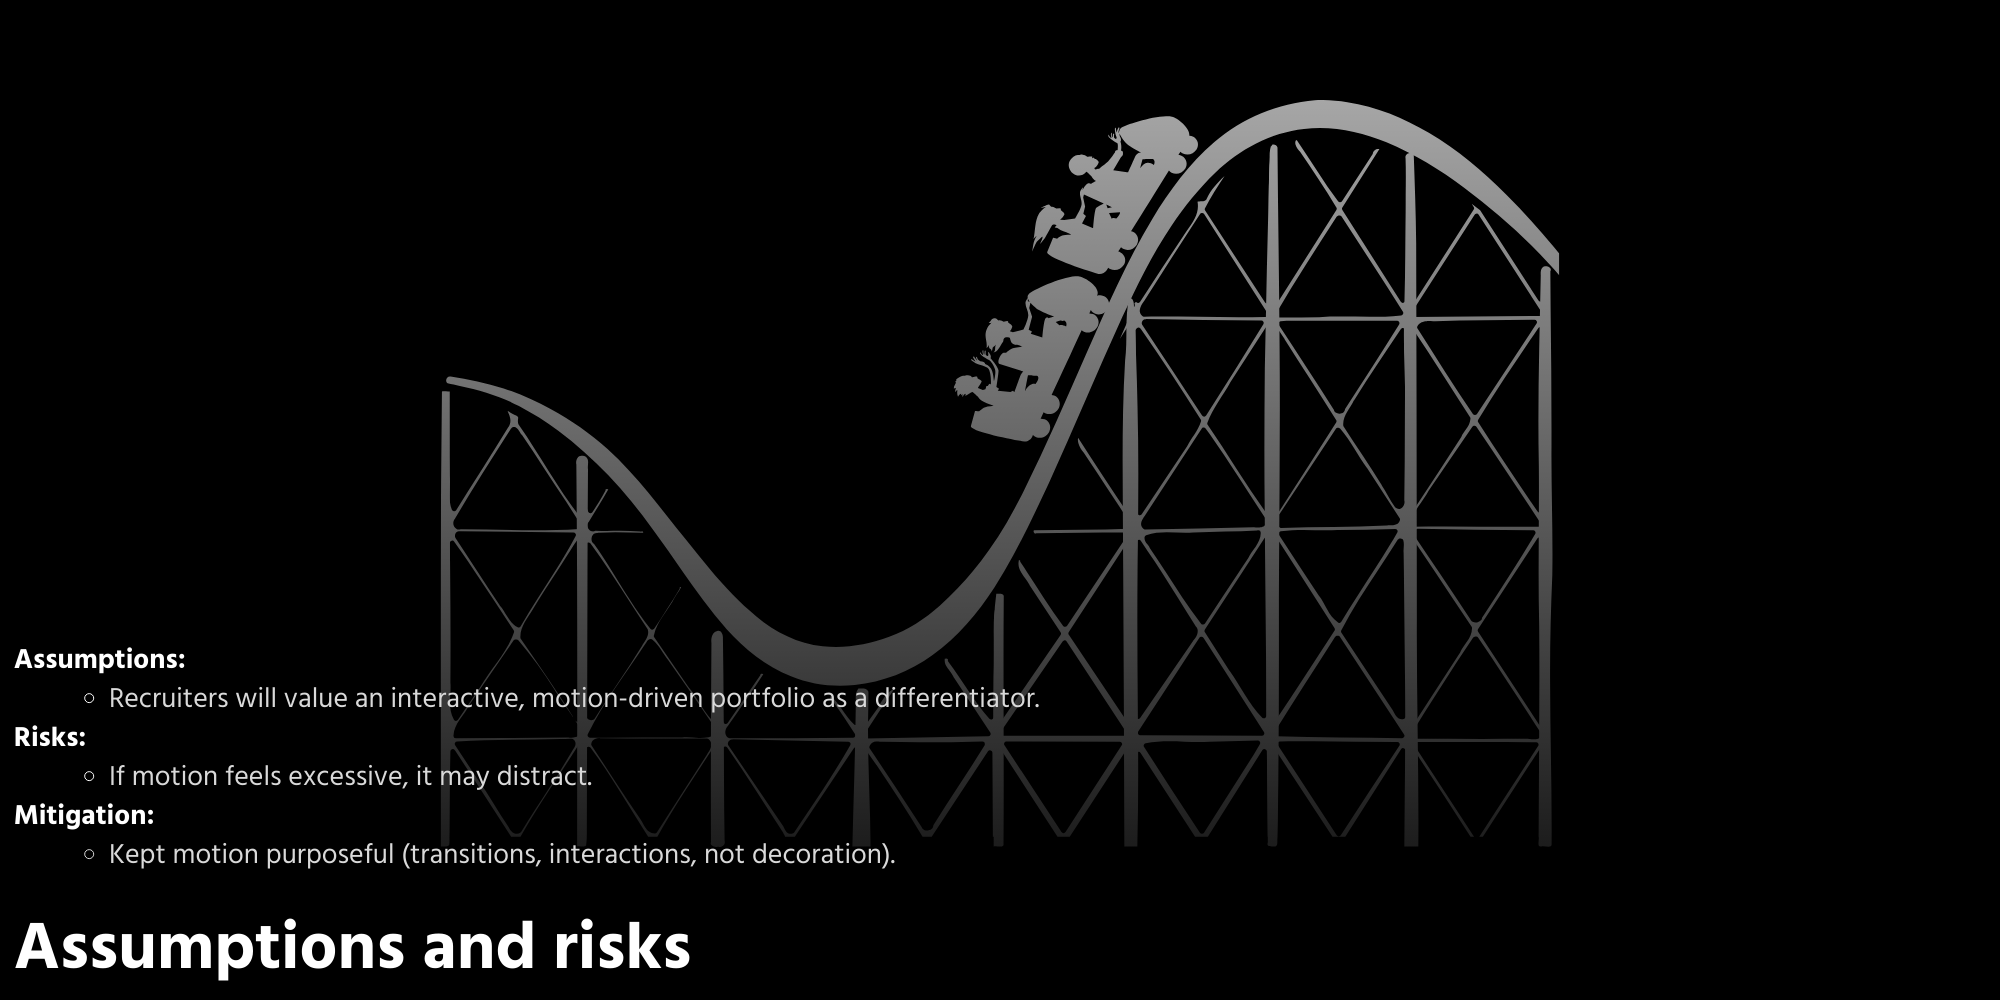 Assumptions:
◦ Recruiters will value an interactive, motion-driven portfolio as a differentiator.
Risks:
◦ If motion feels excessive, it may distract.
Mitigation:
◦ Kept motion purposeful (transitions, interactions, not decoration).
Assumptions and risks